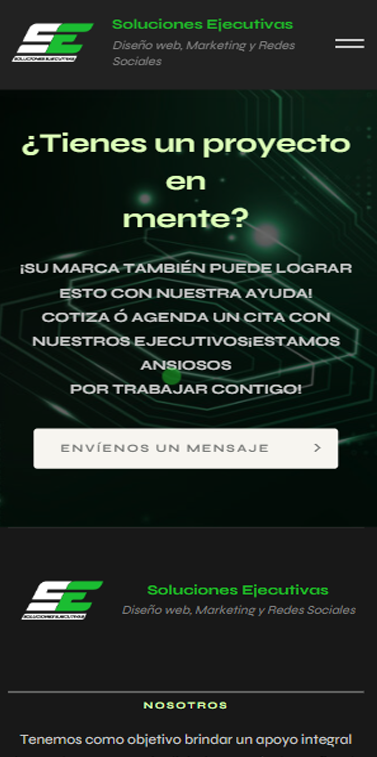 Soluciones Ejecutivas
Diseño web, Marketing y Redes
Sociales
SOLUCIONES EJECUTIVAS
¿Tienes un proyecto
en
mente?
¡SU MARCA TAMBIÉN PUEDE LOGRAR
ESTO CON NUESTRA AYUDA!
COTIZA Ó AGENDA UN CITA CON
NUESTROS EJECUTIVOS¡ESTAMOS
ANSIOSOS
POR TRABAJAR CONTIGO!
ENVÍENOS UN MENSAJE
Soluciones Ejecutivas
Diseño web, Marketing y Redes Sociales
SOLUCIONES EJECUTIVAS
NOSOTROS
Tenemos como objetivo brindar un apoyo integral